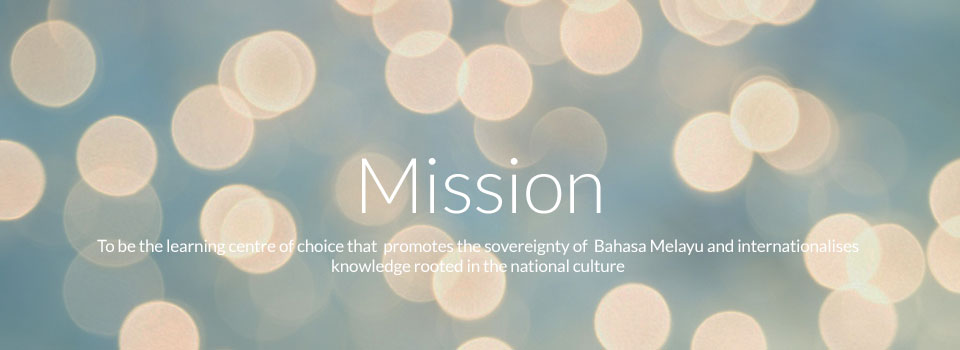 Mission
To be the learning centre of choice that promotes the sovereignty of Bahasa Melayu and internationalises
knowledge rooted in the national culture